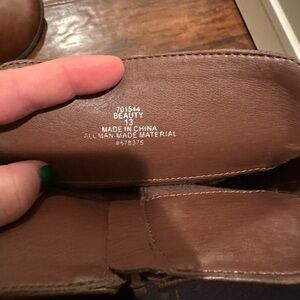 701544
BEAUTY
13
MADE IN CHINA
ALL MAN-MADE MATERIAL
#578375